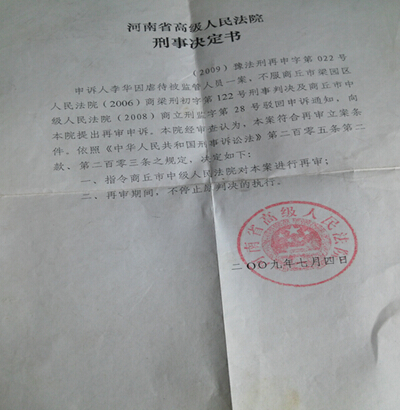 河南省高级人民法院
刑事决定书
(2009)豫法刑再申字第022号
申诉人李华因虐待被监管人员一案，不服商丘市梁园区
人民法院(2006)商梁刑初字第122号刑事判决及商丘市中
级人民法院(2008)商立刑监字第28号驳回申诉通知，向
本院提出再审申诉。本院经审查认为，本案符合再审立案条
件。依照《中华人民共和国刑事诉讼法》第二百零五条第二
款、第二百零三条之规定，决定如下：
一、指令商丘市中级人民法院对本案进行再审；
二、再审期间，不停止原判决的执行。
河南省高级人民法院
二〇〇九年七月四日